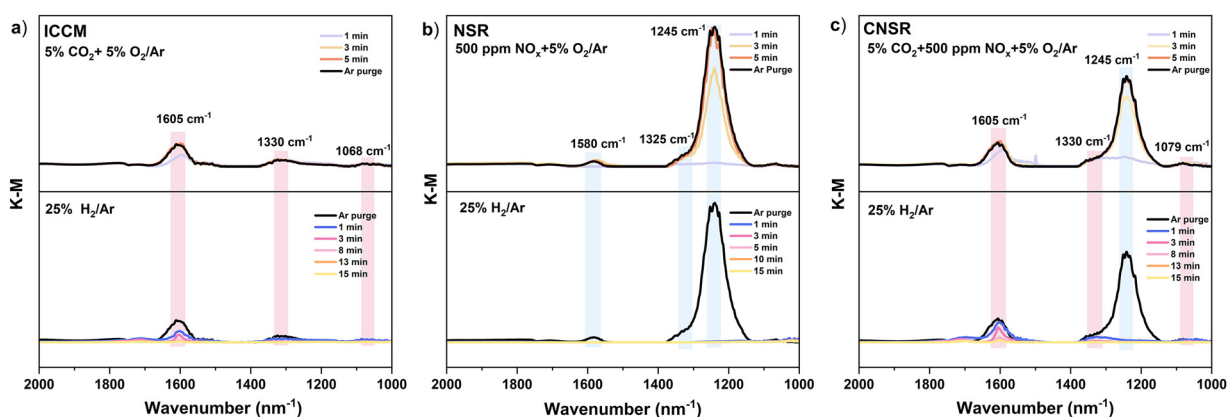 a) ICCM
5% CO₂+ 5% O₂/Ar
1 min
3 min
5 min
Ar purge
1605 cm⁻¹
1330 cm⁻¹
1068 cm⁻¹
K-M
25% H₂/Ar
Ar purge
1 min
3 min
8 min
13 min
15 min
2000 1800 1600 1400 1200 1000
Wavenumber (nm⁻¹)
b) NSR
500 ppm NOₓ+5% O₂/Ar
1245 cm⁻¹
1 min
3 min
5 min
Ar Purge
1580 cm⁻¹
1325 cm⁻¹
K-M
25% H₂/Ar
Ar purge
1 min
3 min
5 min
10 min
15 min
2000 1800 1600 1400 1200 1000
Wavenumber (nm⁻¹)
c) CNSR
5% CO₂+500 ppm NOₓ+5% O₂/Ar
1245 cm⁻¹
1 min
3 min
5 min
Ar purge
1605 cm⁻¹
1330 cm⁻¹
1079 cm⁻¹
K-M
25% H₂/Ar
Ar purge
1 min
3 min
8 min
13 min
15 min
2000 1800 1600 1400 1200 1000
Wavenumber (nm⁻¹)